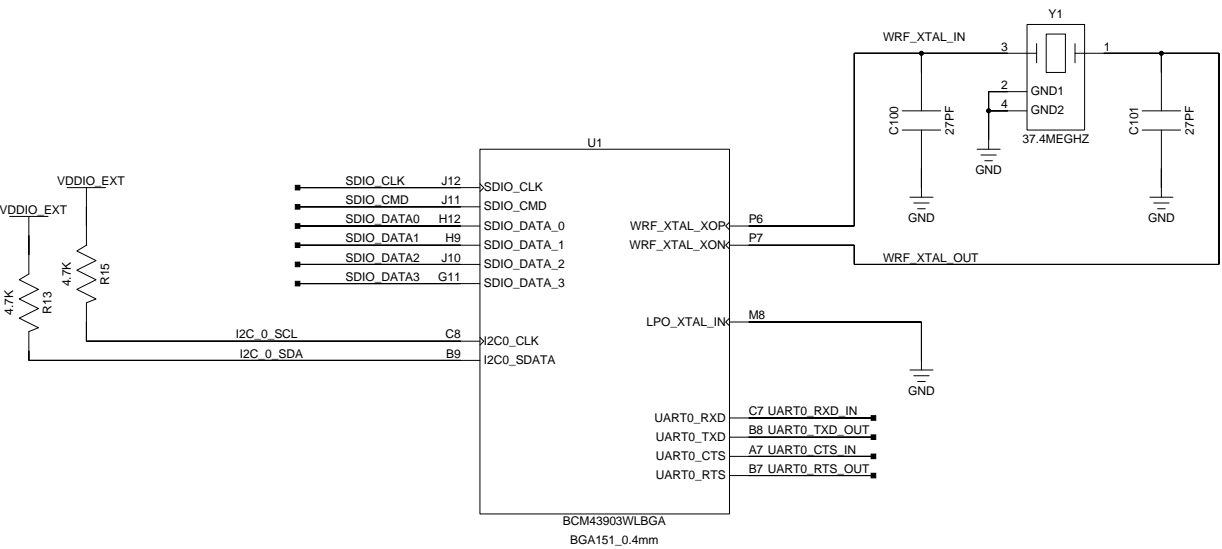 Y1
WRF_XTAL_IN
3
1
2
GND1
4
GND2
C100
27PF
C101
27PF
37.4MEGHZ
GND
GND
GND
U1
VDDIO_EXT
VDDIO_EXT
SDIO_CLK J12 SDIO_CLK
SDIO_CMD J11 SDIO_CMD
SDIO_DATA0 H12 SDIO_DATA_0
SDIO_DATA1 H9 SDIO_DATA_1
SDIO_DATA2 J10 SDIO_DATA_2
SDIO_DATA3 G11 SDIO_DATA_3
WRF_XTAL_XOP P6
WRF_XTAL_XON P7
WRF_XTAL_OUT
4.7K
R15
4.7K
R13
LPO_XTAL_IN M8
I2C_0_SCL C8 I2C0_CLK
I2C_0_SDA B9 I2C0_SDATA
GND
UART0_RXD C7 UART0_RXD_IN
UART0_TXD B8 UART0_TXD_OUT
UART0_CTS A7 UART0_CTS_IN
UART0_RTS B7 UART0_RTS_OUT
BCM43903WLBGA
BGA151_0.4mm